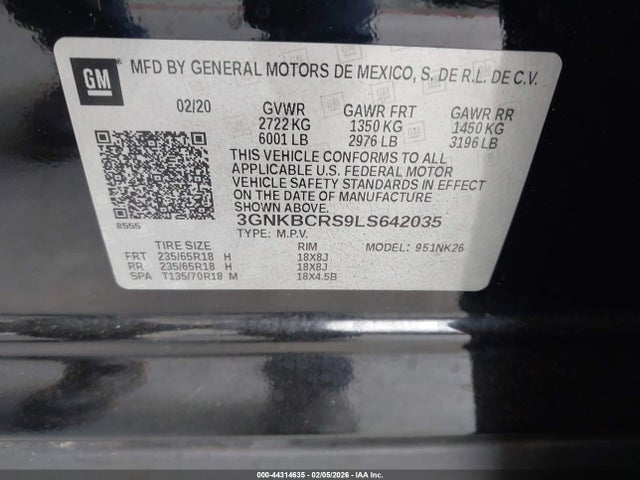 GM MFD BY GENERAL MOTORS DE MEXICO, S. DE R.L. DE C.V.
02/20 GVWR GAWR FRT GAWR RR
2722 KG 1350 KG 1450 KG
6001 LB 2976 LB 3196 LB
THIS VEHICLE CONFORMS TO ALL
APPLICABLE U.S. FEDERAL MOTOR
VEHICLE SAFETY STANDARDS IN EFFECT
ON THE DATE OF MANUFACTURE
SHOWN ABOVE.
8555 3GNKBCRS9LS642035
TYPE: M.P.V.
TIRE SIZE RIM MODEL: 951NK26
FRT 235/65R18 H 18X8J
RR 235/65R18 H 18X8J
SPA T135/70R18 M 18X4.5B
000-44314635 - 02/05/2026 - IAA Inc.